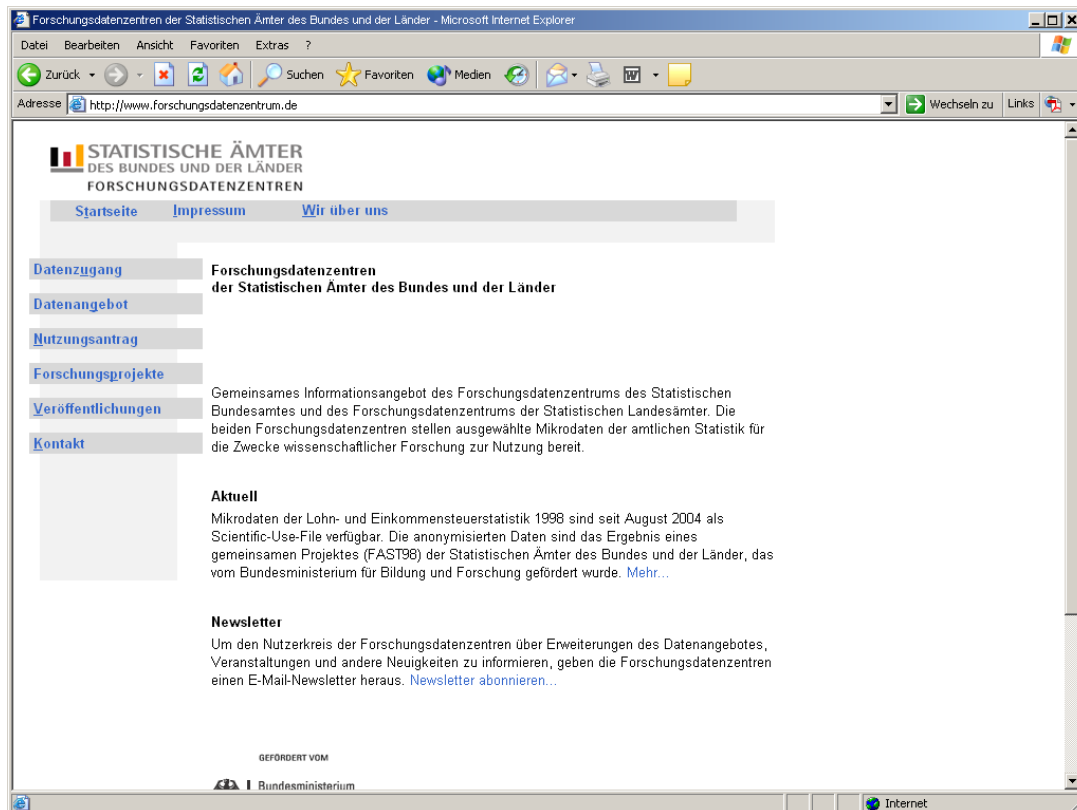 Forschungsdatenzentren der Statistischen Ämter des Bundes und der Länder - Microsoft Internet Explorer
Datei Bearbeiten Ansicht Favoriten Extras ?
Zurück Suchen Favoriten Medien
Adresse http://www.forschungsdatenzentrum.de Wechseln zu Links
STATISTISCHE ÄMTER
DES BUNDES UND DER LÄNDER
FORSCHUNGSDATENZENTREN
Startseite Impressum Wir über uns
Datenzugang
Datenangebot
Nutzungsantrag
Forschungsprojekte
Veröffentlichungen
Kontakt
Forschungsdatenzentren
der Statistischen Ämter des Bundes und der Länder
Gemeinsames Informationsangebot des Forschungsdatenzentrums des Statistischen
Bundesamtes und des Forschungsdatenzentrums der Statistischen Landesämter. Die
beiden Forschungsdatenzentren stellen ausgewählte Mikrodaten der amtlichen Statistik für
die Zwecke wissenschaftlicher Forschung zur Nutzung bereit.
Aktuell
Mikrodaten der Lohn- und Einkommensteuerstatistik 1998 sind seit August 2004 als
Scientific-Use-File verfügbar. Die anonymisierten Daten sind das Ergebnis eines
gemeinsamen Projektes (FAST98) der Statistischen Ämter des Bundes und der Länder, das
vom Bundesministerium für Bildung und Forschung gefördert wurde. Mehr...
Newsletter
Um den Nutzerkreis der Forschungsdatenzentren über Erweiterungen des Datenangebotes,
Veranstaltungen und andere Neuigkeiten zu informieren, geben die Forschungsdatenzentren
einen E-Mail-Newsletter heraus. Newsletter abonnieren...
GEFÖRDERT VOM
Bundesministerium
Internet